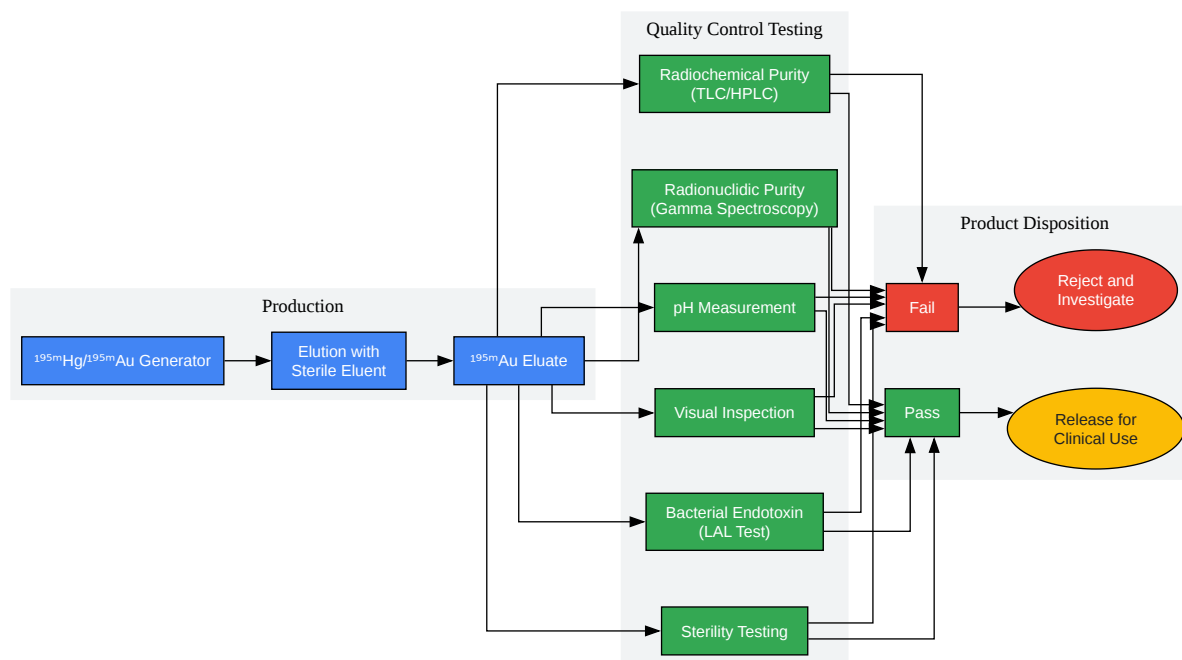 Quality Control Testing
Radiochemical Purity
(TLC/HPLC)
Radionuclidic Purity
(Gamma Spectroscopy)
Product Disposition
Production
pH Measurement
Fail
Reject and
Investigate
¹⁹⁵ᵐHg/¹⁹⁵ᵐAu Generator
Elution with
Sterile Eluent
¹⁹⁵ᵐAu Eluate
Visual Inspection
Pass
Release for
Clinical Use
Bacterial Endotoxin
(LAL Test)
Sterility Testing